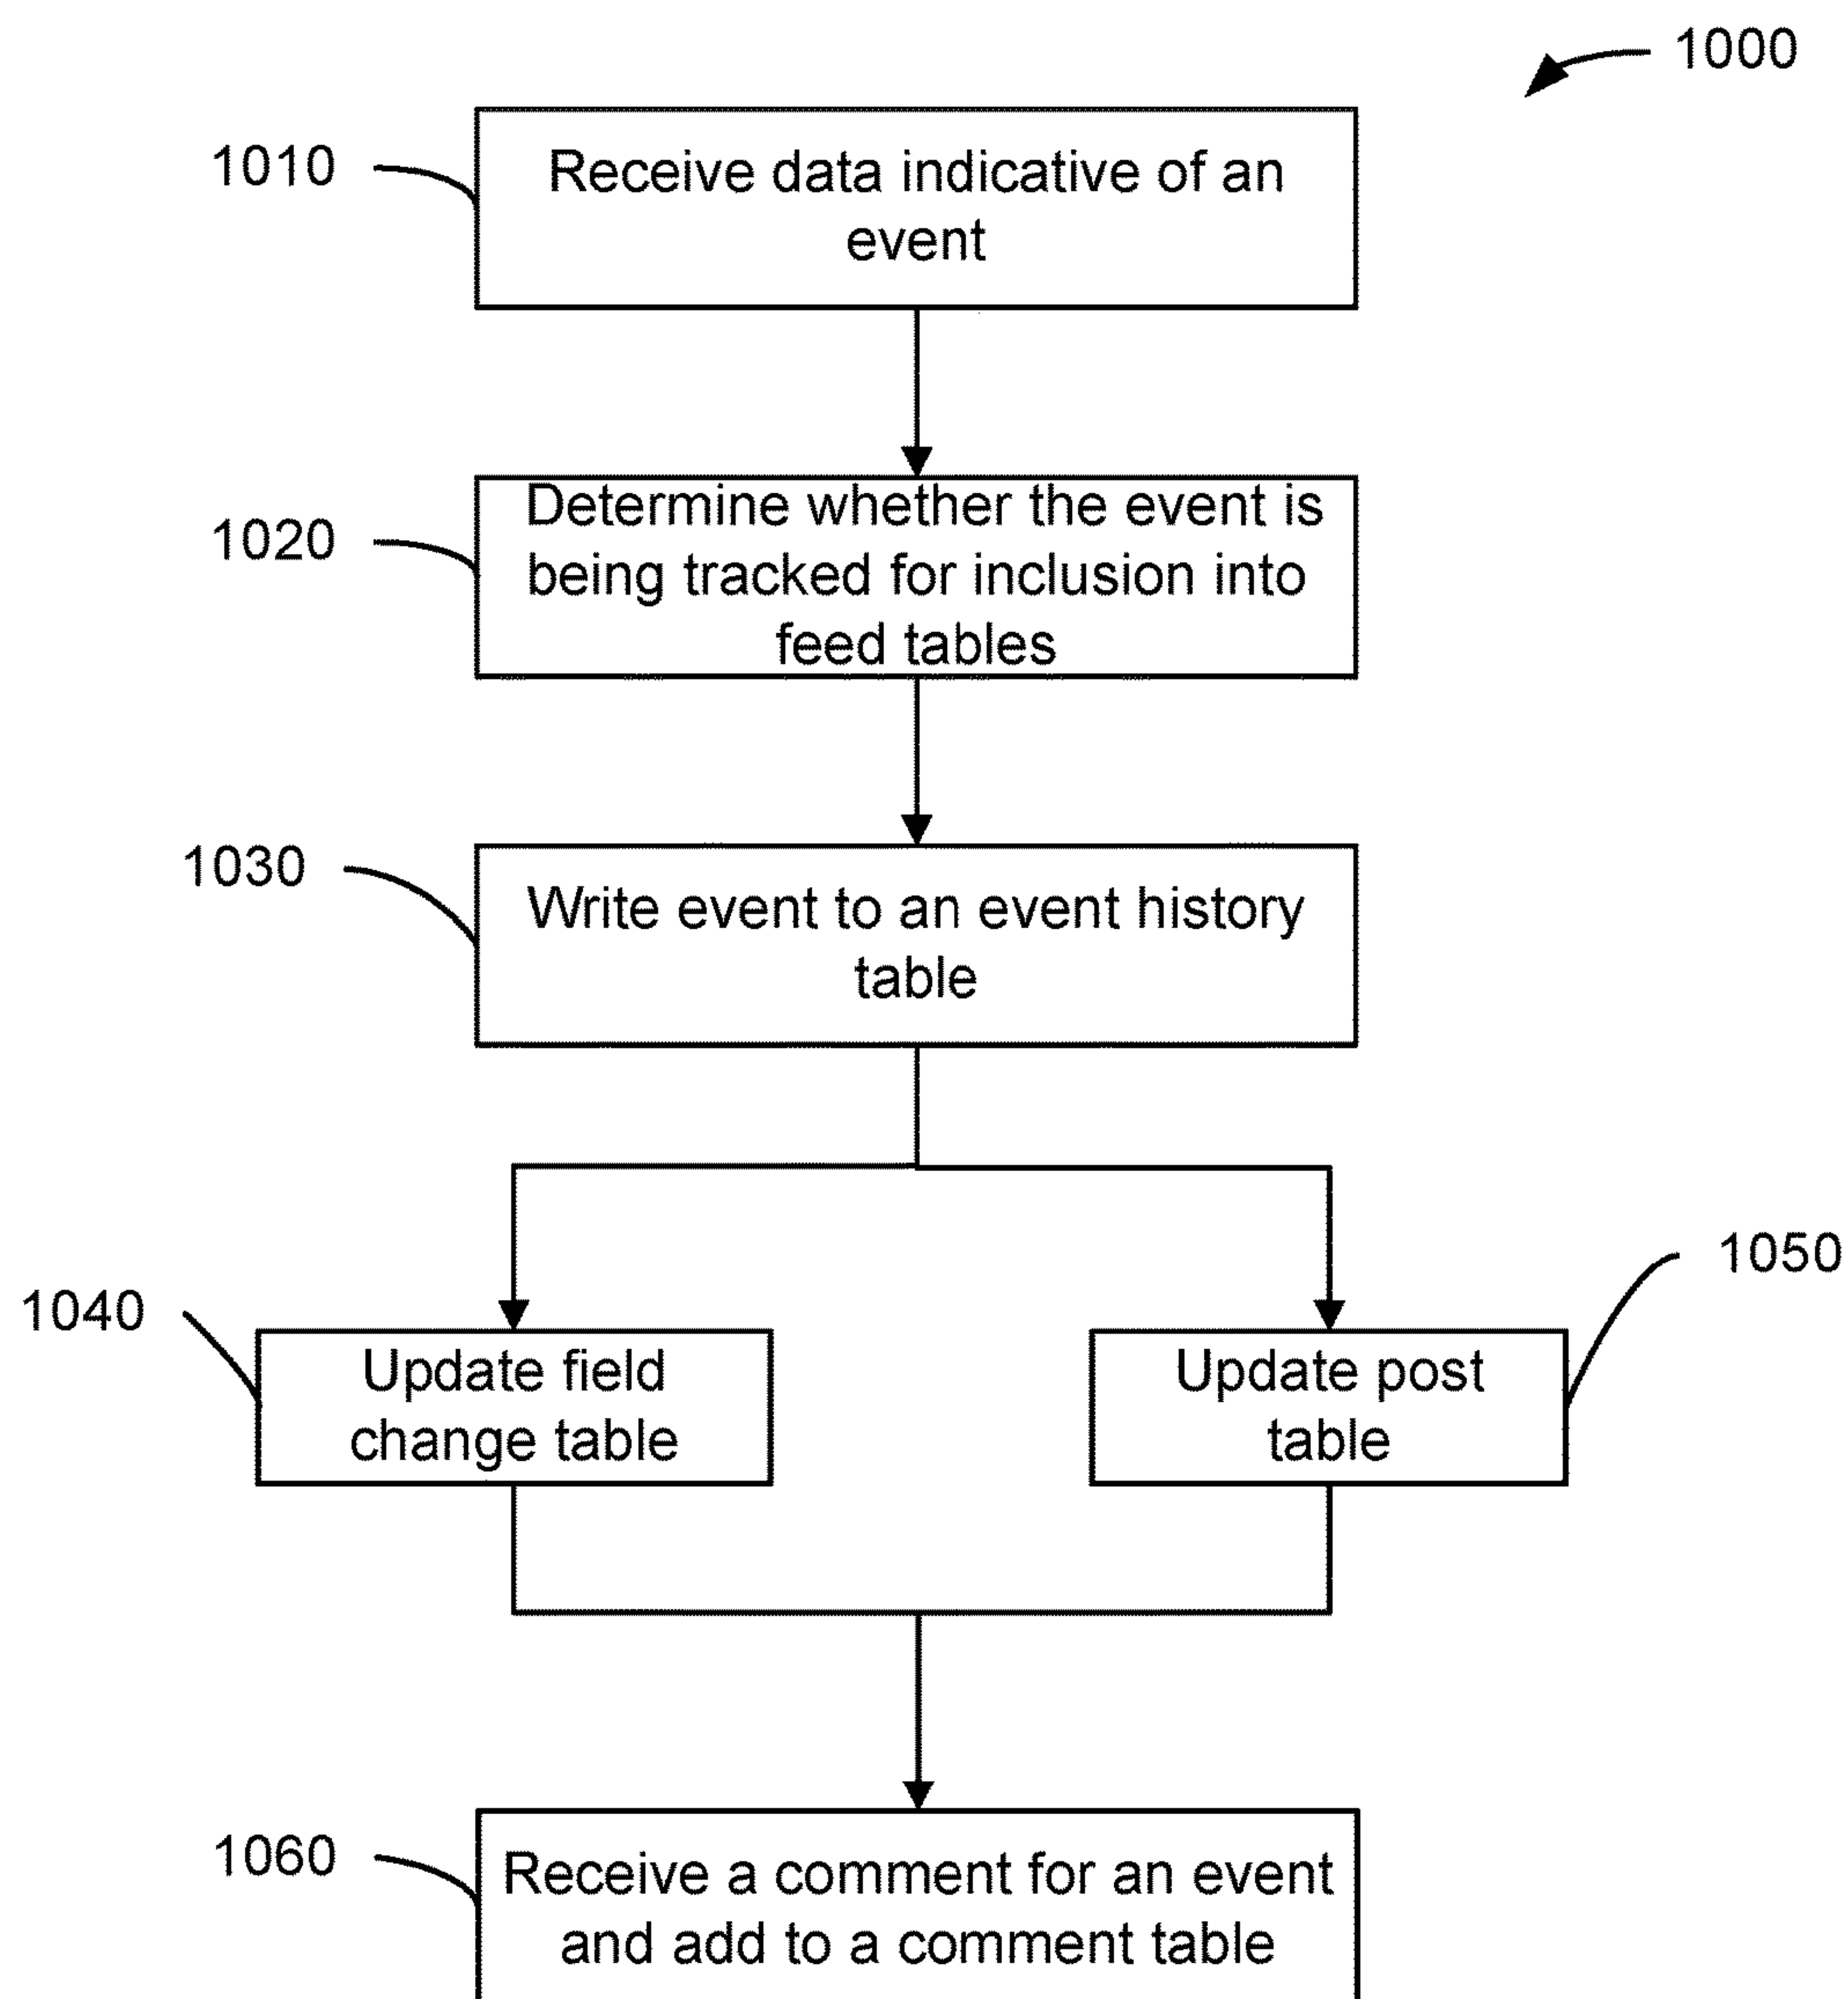 1000
1010
Receive data indicative of an
event
1020
Determine whether the event is
being tracked for inclusion into
feed tables
1030
Write event to an event history
table
1040
Update field
change table
1050
Update post
table
1060
Receive a comment for an event
and add to a comment table